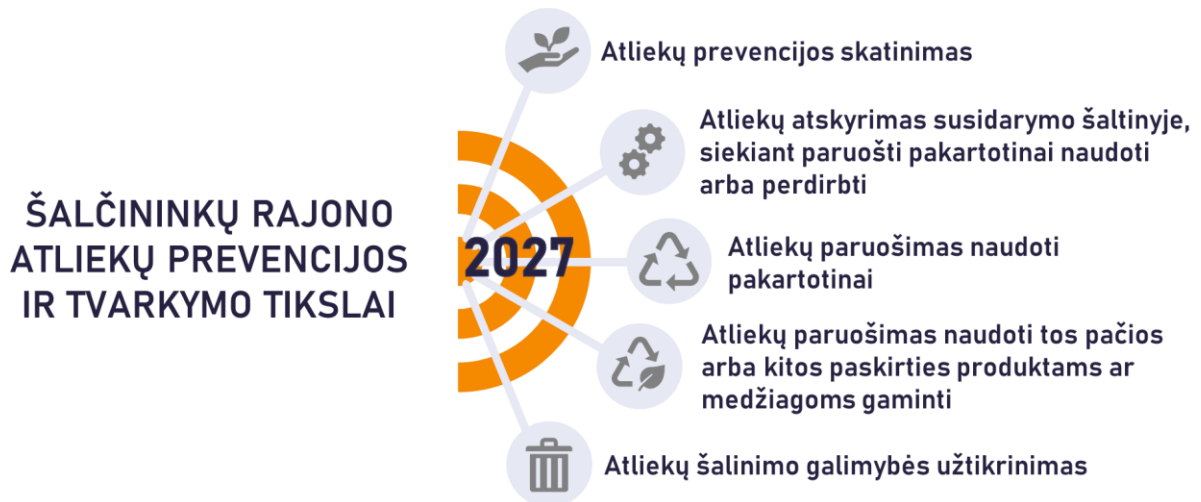 ŠALČININKŲ RAJONO
ATLIEKŲ PREVENCIJOS
IR TVARKYMO TIKSLAI
2027
Atliekų prevencijos skatinimas
Atliekų atskyrimas susidarymo šaltinyje,
siekiant paruošti pakartotinai naudoti
arba perdirbti
Atliekų paruošimas naudoti
pakartotinai
Atliekų paruošimas naudoti tos pačios
arba kitos paskirties produktams ar
medžiagoms gaminti
Atliekų šalinimo galimybės užtikrinimas